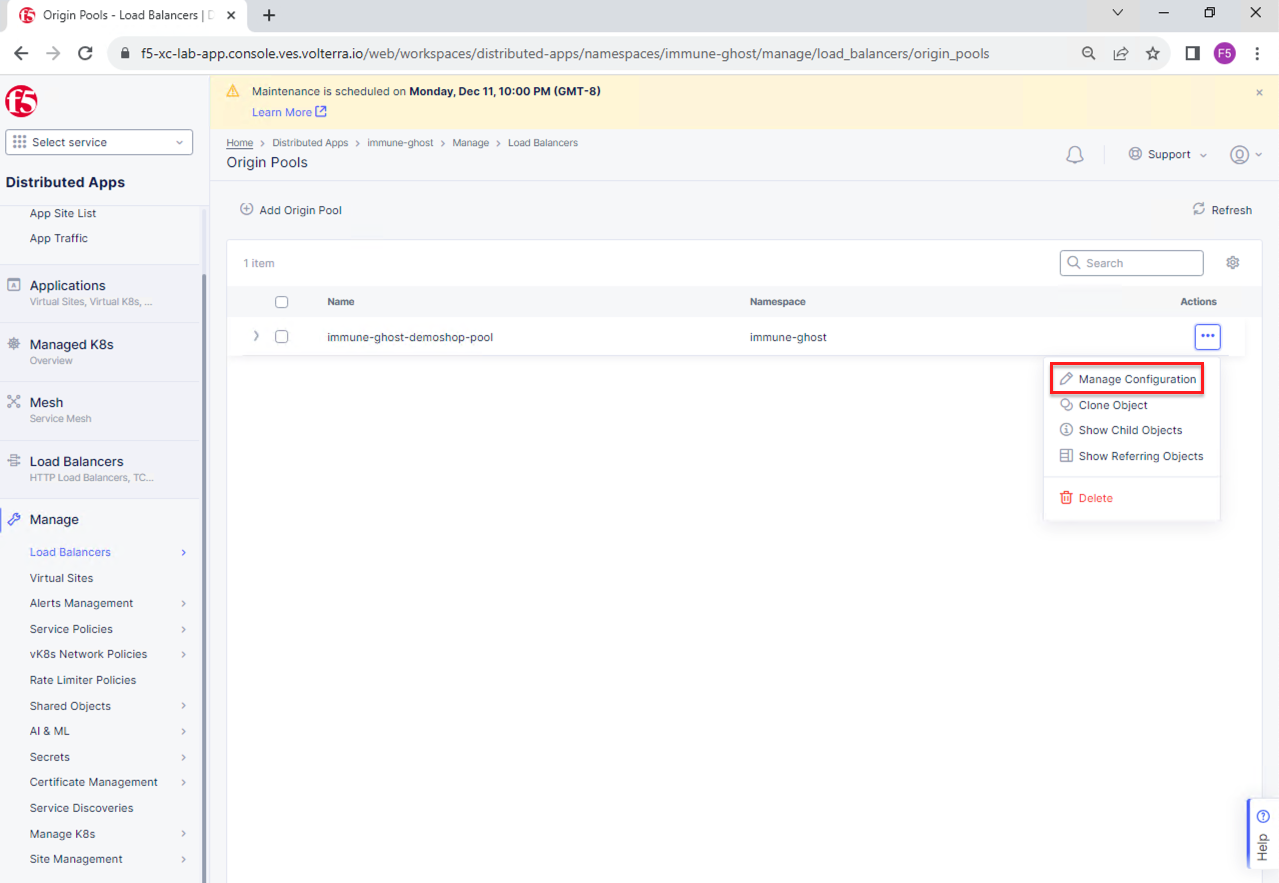 Origin Pools - Load Balancers | D
f5-xc-lab-app.console.ves.volterra.io/web/workspaces/distributed-apps/namespaces/immune-ghost/manage/load_balancers/origin_pools
F5
f5
Maintenance is scheduled on Monday, Dec 11, 10:00 PM (GMT-8)
Learn More
Select service
Home > Distributed Apps > immune-ghost > Manage > Load Balancers
Origin Pools
Support
Distributed Apps
App Site List
App Traffic
Applications
Virtual Sites, Virtual K8s, ...
Managed K8s
Overview
Mesh
Service Mesh
Load Balancers
HTTP Load Balancers, TC...
Manage
Load Balancers
Virtual Sites
Alerts Management
Service Policies
vK8s Network Policies
Rate Limiter Policies
Shared Objects
AI & ML
Secrets
Certificate Management
Service Discoveries
Manage K8s
Site Management
Add Origin Pool
Refresh
1 item
Search
Name Namespace Actions
immune-ghost-demoshop-pool immune-ghost
Manage Configuration
Clone Object
Show Child Objects
Show Referring Objects
Delete
Help